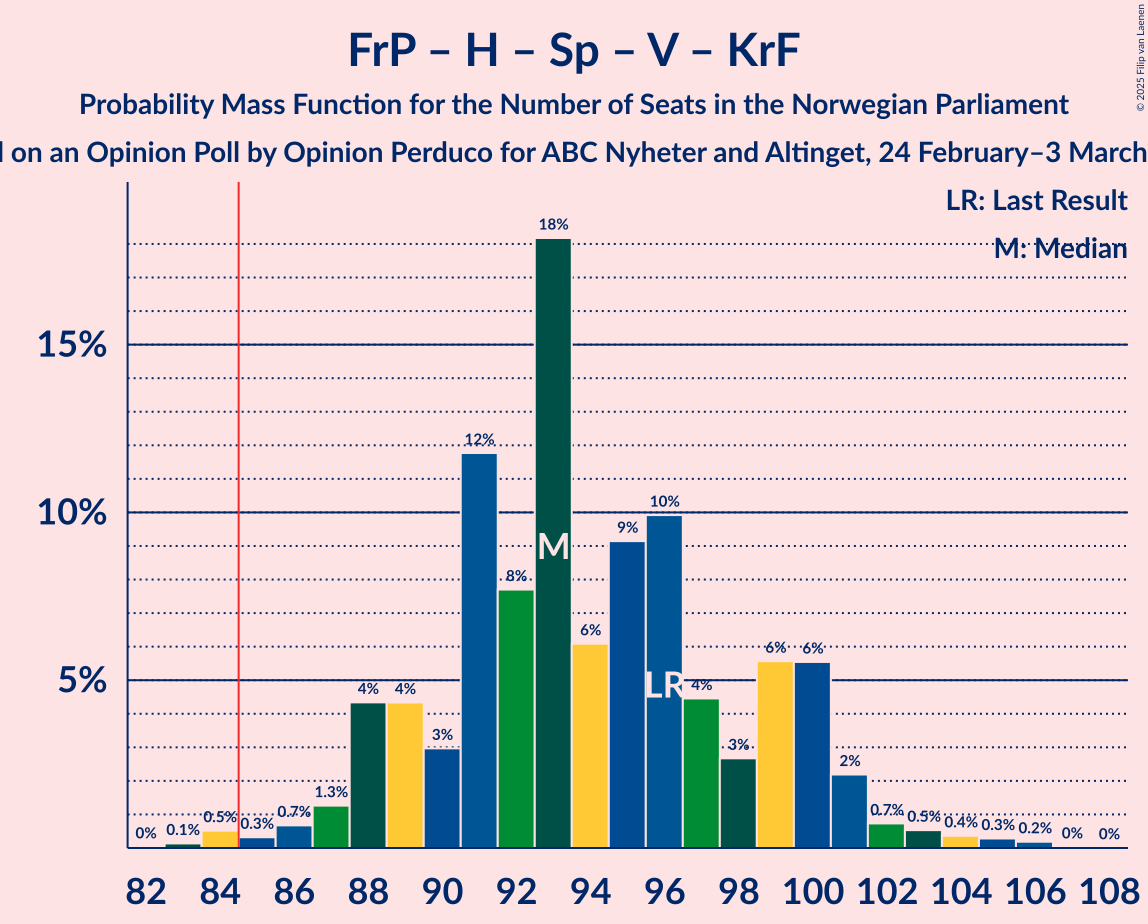 FrP – H – Sp – V – KrF
Probability Mass Function for the Number of Seats in the Norwegian Parliament
on an Opinion Poll by Opinion Perduco for ABC Nyheter and Altinget, 24 February–3 March
© 2025 Filip van Laenen
LR: Last Result
M: Median
15%
10%
5%
0% 0.1% 0.5% 0.3% 0.7% 1.3% 4% 4% 3% 12% 8% 18% 6% 9% 10% 4% 3% 6% 6% 2% 0.7% 0.5% 0.4% 0.3% 0.2% 0% 0%
M
LR
82 84 86 88 90 92 94 96 98 100 102 104 106 108